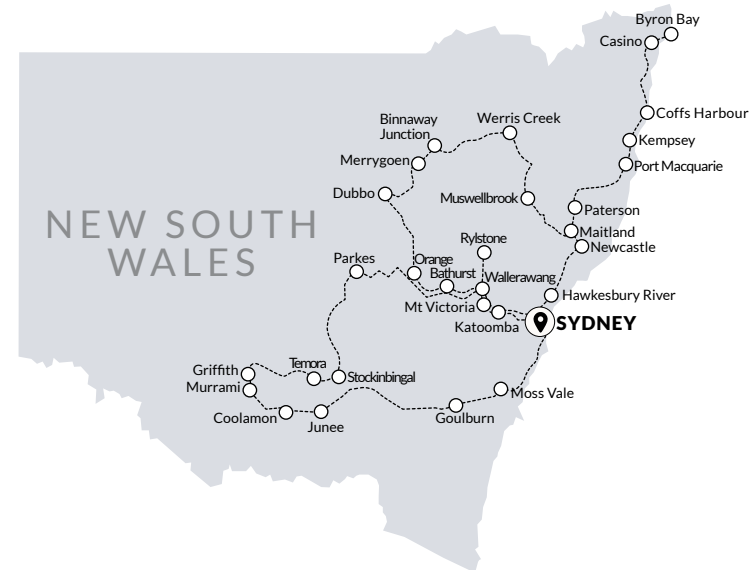 Byron Bay
Casino
Coffs Harbour
Werris Creek
Binnaway
Junction
Kempsey
Merrygoen
Port Macquarie
Dubbo
Muswellbrook
Paterson
NEW SOUTH
WALES
Maitland
Rylstone
Newcastle
Parkes
Orange
Bathurst
Wallerawang
Hawkesbury River
Mt Victoria
Katoomba
SYDNEY
Temora
Griffith
Stockinbingal
Murrami
Moss Vale
Coolamon
Goulburn
Junee